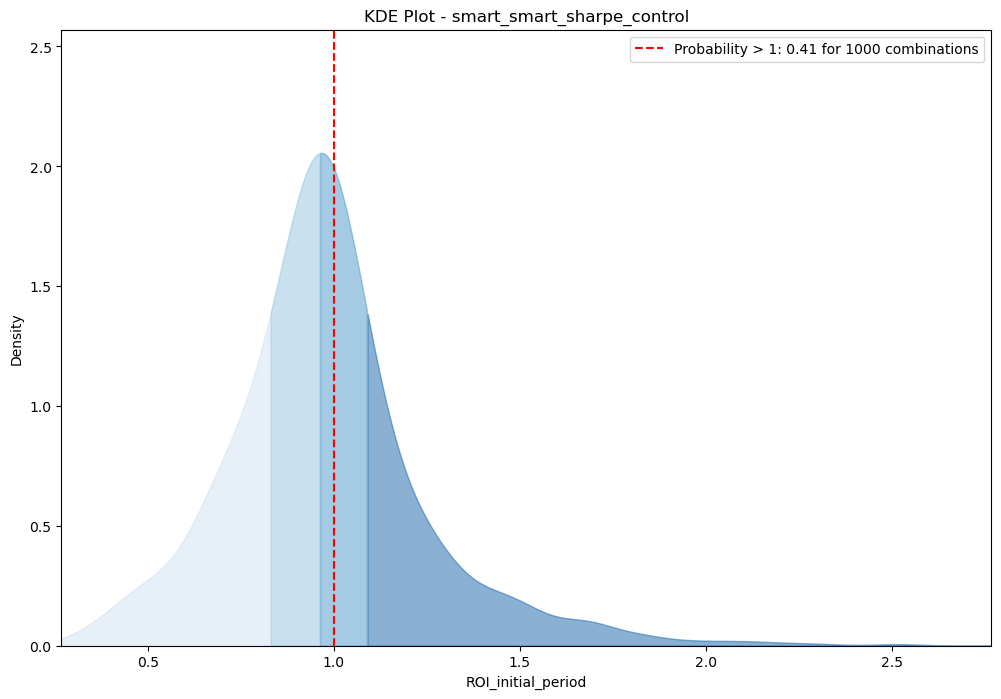 KDE Plot - smart_smart_sharpe_control
Probability > 1: 0.41 for 1000 combinations
Density
2.5
2.0
1.5
1.0
0.5
0.0
0.5
1.0
1.5
2.0
2.5
ROI_initial_period